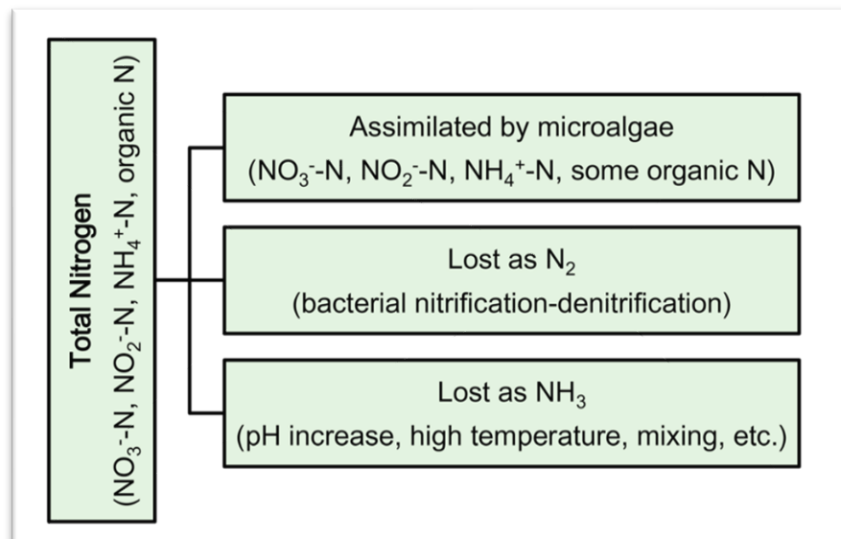 Total Nitrogen
(NO₃⁻-N, NO₂⁻-N, NH₄⁺-N, organic N)
Assimilated by microalgae
(NO₃⁻-N, NO₂⁻-N, NH₄⁺-N, some organic N)
Lost as N₂
(bacterial nitrification-denitrification)
Lost as NH₃
(pH increase, high temperature, mixing, etc.)